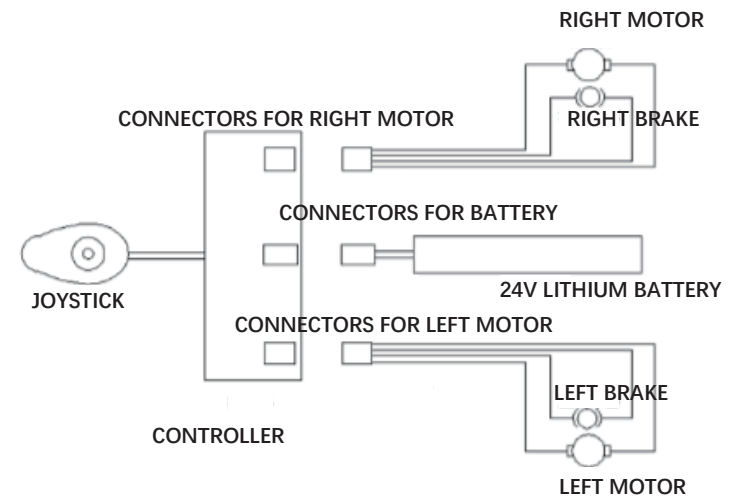 RIGHT MOTOR
CONNECTORS FOR RIGHT MOTOR
RIGHT BRAKE
CONNECTORS FOR BATTERY
24V LITHIUM BATTERY
JOYSTICK
CONNECTORS FOR LEFT MOTOR
LEFT BRAKE
CONTROLLER
LEFT MOTOR